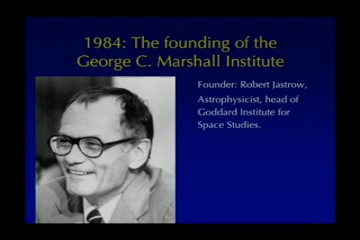 1984: The founding of the
George C. Marshall Institute
Founder: Robert Jastrow,
Astrophysicist, head of
Goddard Institute for
Space Studies.